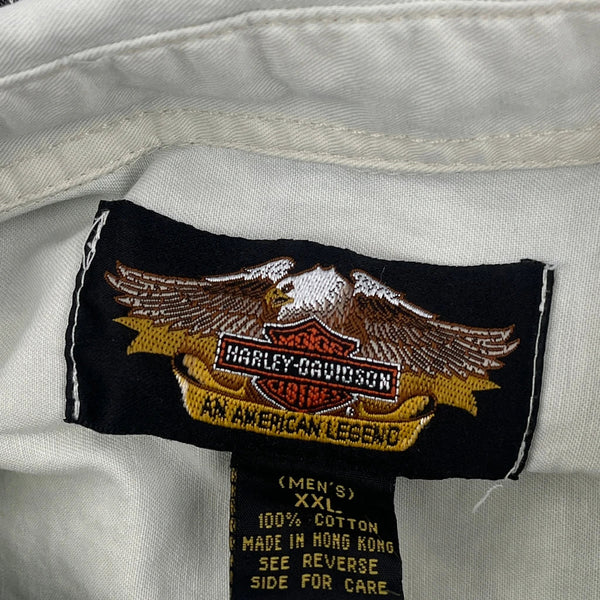 MOTOR
HARLEY-DAVIDSON
CLOTHES
AN AMERICAN LEGEND
(MEN'S)
XXL
100% COTTON
MADE IN HONG KONG
SEE REVERSE
SIDE FOR CARE